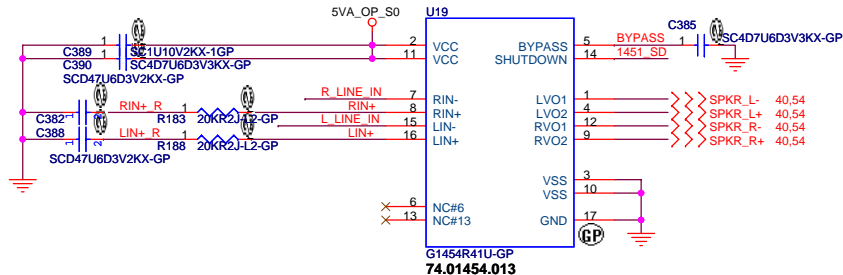 5VA_OP_S0
U19
C389
1
SC1U10V2KX-1GP
2
VCC
BYPASS
5
BYPASS
1
C385
SC4D7U6D3V3KX-GP
C390
1
SC4D7U6D3V3KX-GP
11
VCC
SHUTDOWN
14
1451_SD
SCD47U6D3V2KX-GP
R_LINE_IN
7
RIN-
LVO1
1
SPKR_L- 40,54
RIN+_R
1
RIN+
8
RIN+
LVO2
4
SPKR_L+ 40,54
C382
1
2
R183
20KR2J-L2-GP
L_LINE_IN
15
LIN-
RVO1
12
SPKR_R- 40,54
C388
LIN+_R
1
LIN+
16
LIN+
RVO2
9
SPKR_R+ 40,54
1
2
R188
20KR2J-L2-GP
SCD47U6D3V2KX-GP
VSS
3
VSS
10
6
NC#6
13
NC#13
GND
17
GP
G1454R41U-GP
74.01454.013